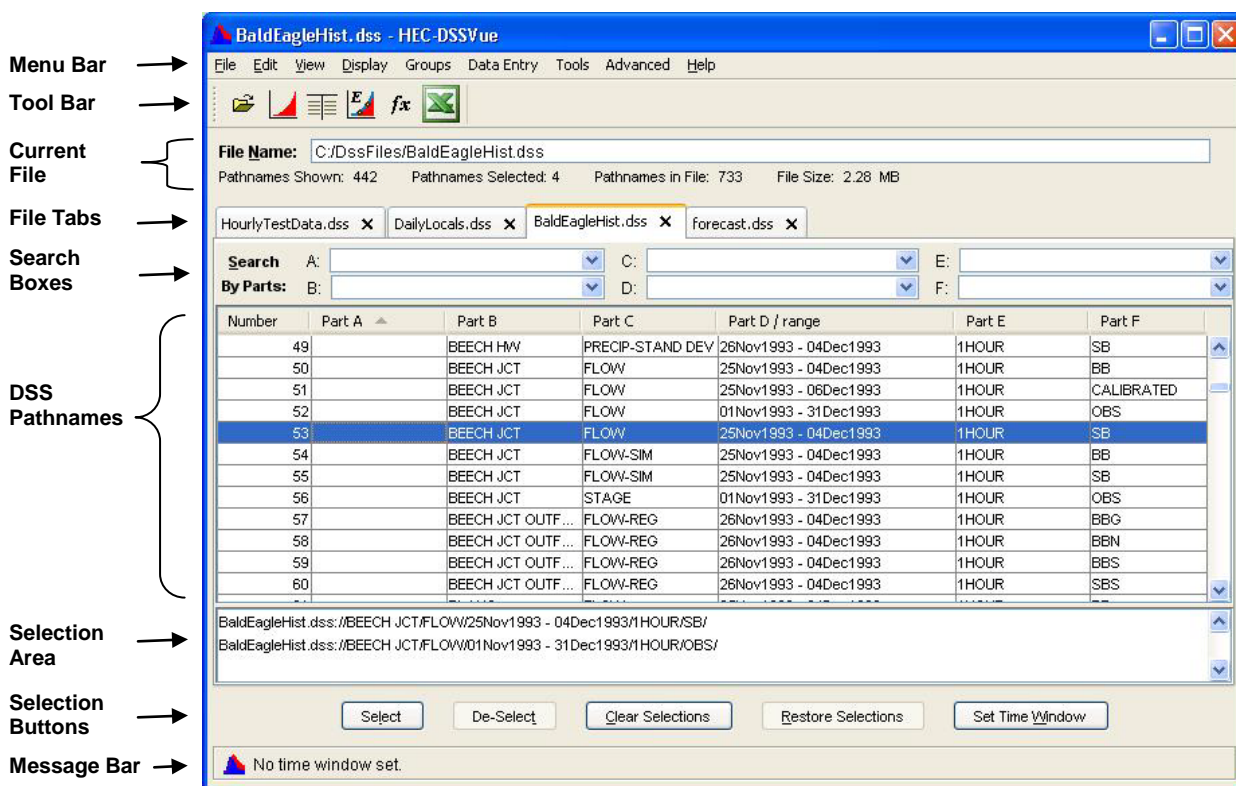 BaldEagleHist.dss - HEC-DSSVue
Menu Bar
File Edit View Display Groups Data Entry Tools Advanced Help
Tool Bar
E fx
Current
File
File Name: C:/DssFiles/BaldEagleHist.dss
Pathnames Shown: 442 Pathnames Selected: 4 Pathnames in File: 733 File Size: 2.28 MB
File Tabs
HourlyTestData.dss x DailyLocals.dss x BaldEagleHist.dss x forecast.dss x
Search
Boxes
Search A: C: E:
By Parts: B: D: F:
DSS
Pathnames
Number Part A Part B Part C Part D / range Part E Part F
49 BEECH HW PRECIP-STAND DEV 26Nov1993 - 04Dec1993 1HOUR SB
50 BEECH JCT FLOW 25Nov1993 - 04Dec1993 1HOUR BB
51 BEECH JCT FLOW 25Nov1993 - 06Dec1993 1HOUR CALIBRATED
52 BEECH JCT FLOW 01Nov1993 - 31Dec1993 1HOUR OBS
53 BEECH JCT FLOW 25Nov1993 - 04Dec1993 1HOUR SB
54 BEECH JCT FLOW-SIM 25Nov1993 - 04Dec1993 1HOUR BB
55 BEECH JCT FLOW-SIM 25Nov1993 - 04Dec1993 1HOUR SB
56 BEECH JCT STAGE 01Nov1993 - 31Dec1993 1HOUR OBS
57 BEECH JCT OUTF... FLOW-REG 26Nov1993 - 04Dec1993 1HOUR BBG
58 BEECH JCT OUTF... FLOW-REG 26Nov1993 - 04Dec1993 1HOUR BBN
59 BEECH JCT OUTF... FLOW-REG 26Nov1993 - 04Dec1993 1HOUR BBS
60 BEECH JCT OUTF... FLOW-REG 26Nov1993 - 04Dec1993 1HOUR SBS
Selection
Area
BaldEagleHist.dss://BEECH JCT/FLOW/25Nov1993 - 04Dec1993/1HOUR/SB/
BaldEagleHist.dss://BEECH JCT/FLOW/01Nov1993 - 31Dec1993/1HOUR/OBS/
Selection
Buttons
Select De-Select Clear Selections Restore Selections Set Time Window
Message Bar
No time window set.